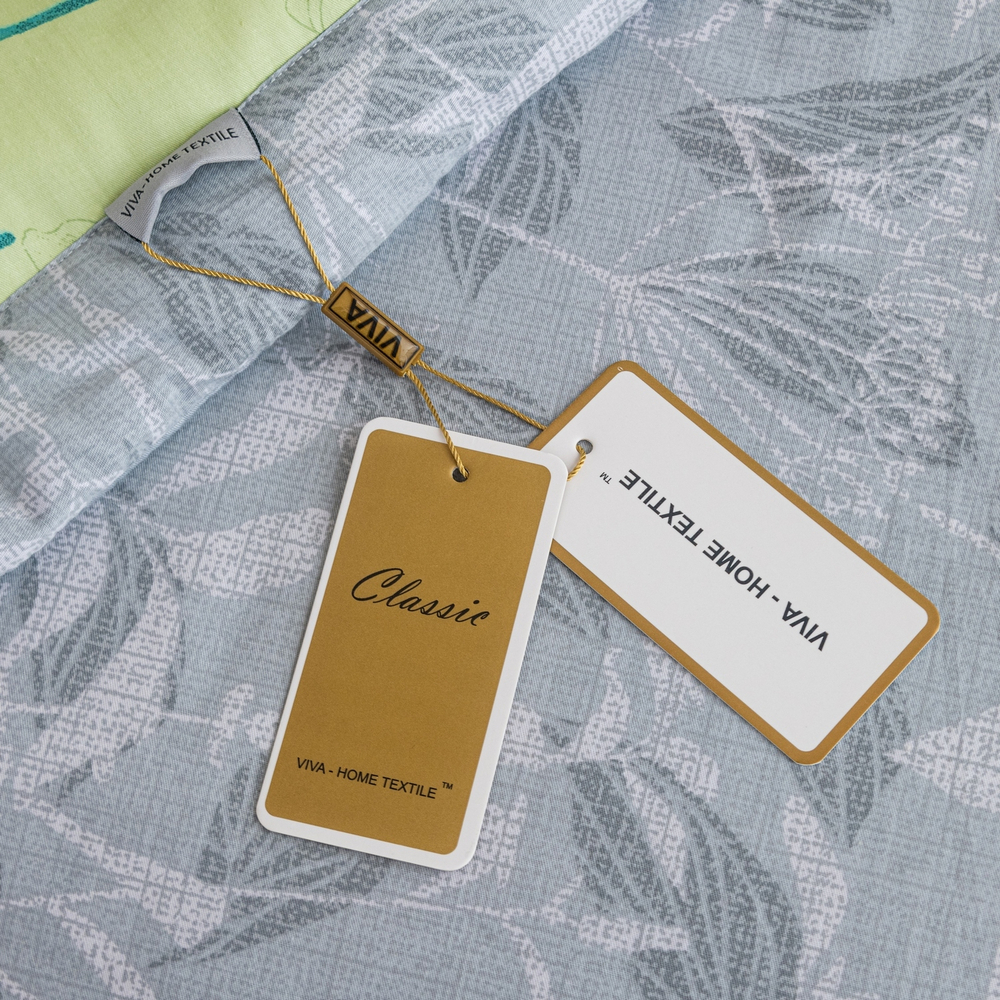 VIVA - HOME TEXTILE
VIVA
Classic
VIVA - HOME TEXTILE ™
VIVA - HOME TEXTILE ™